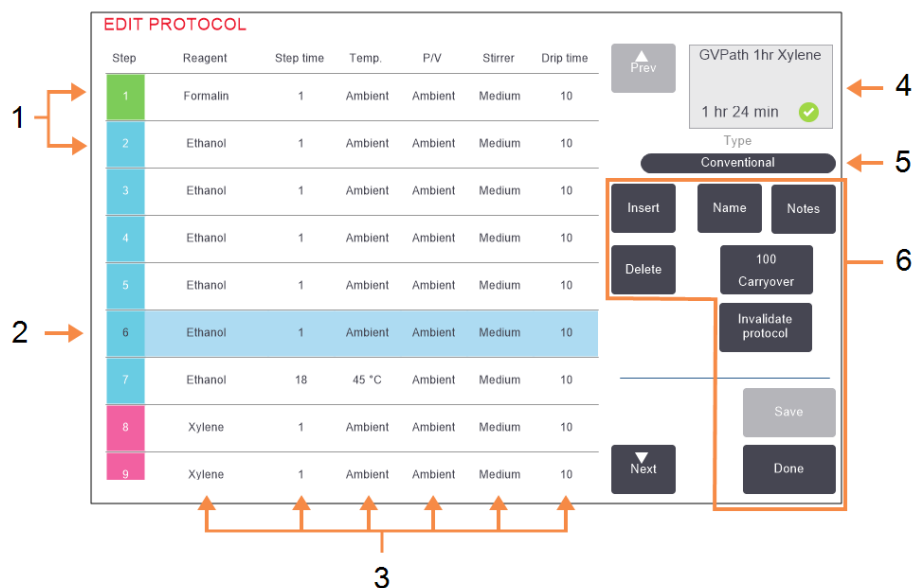 EDIT PROTOCOL
Step Reagent Step time Temp. P/V Stirrer Drip time
1 Formalin 1 Ambient Ambient Medium 10
2 Ethanol 1 Ambient Ambient Medium 10
3 Ethanol 1 Ambient Ambient Medium 10
4 Ethanol 1 Ambient Ambient Medium 10
5 Ethanol 1 Ambient Ambient Medium 10
6 Ethanol 1 Ambient Ambient Medium 10
7 Ethanol 18 45 °C Ambient Medium 10
8 Xylene 1 Ambient Ambient Medium 10
9 Xylene 1 Ambient Ambient Medium 10
Prev
GVPath 1hr Xylene
1 hr 24 min
Type
Conventional
Insert
Name
Notes
Delete
100
Carryover
Invalidate
protocol
Save
Next
Done
1
2
3
4
5
6